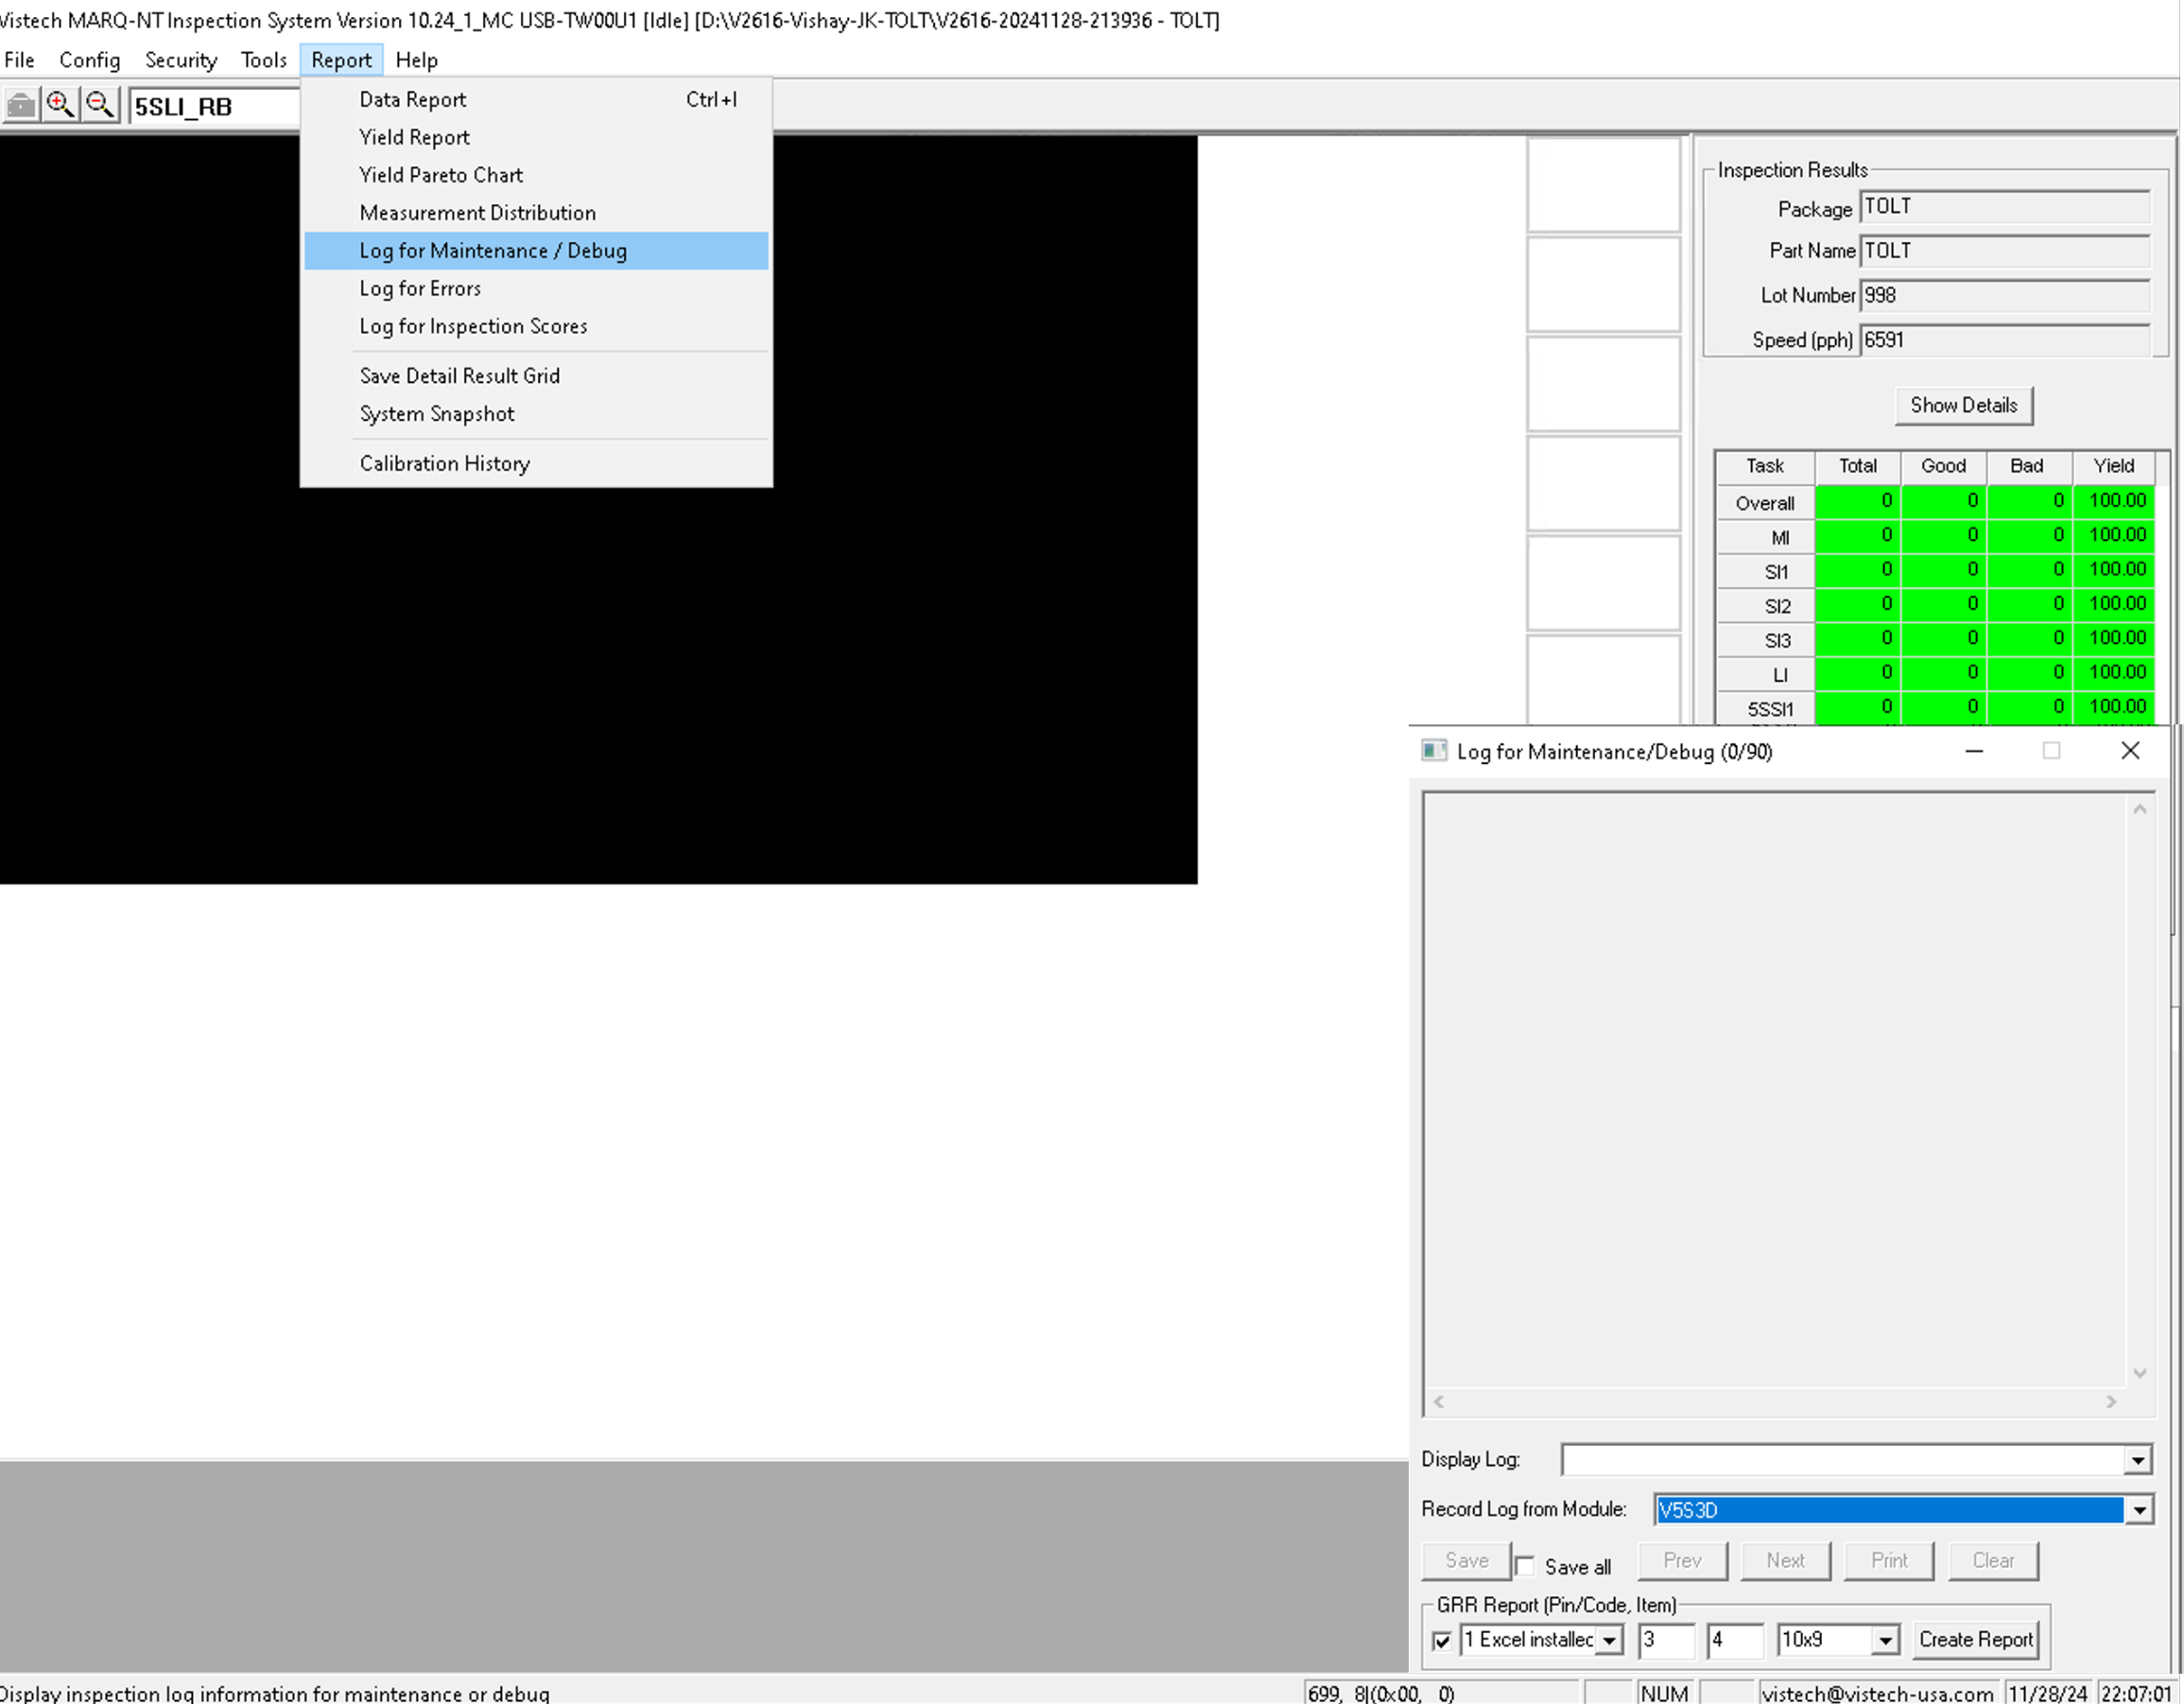 Vistech MARQ-NT Inspection System Version 10.24_1_MC USB-TW00U1 [Idle] [D:\V2616-Vishay-JK-TOLT\V2616-20241128-213936 - TOLT]
File Config Security Tools Report Help
5SLI_RB
Data Report Ctrl+I
Yield Report
Yield Pareto Chart
Measurement Distribution
Log for Maintenance / Debug
Log for Errors
Log for Inspection Scores
Save Detail Result Grid
System Snapshot
Calibration History
Inspection Results
Package TOLT
Part Name TOLT
Lot Number 998
Speed (pph) 6591
Show Details
Task Total Good Bad Yield
Overall 0 0 0 100.00
MI 0 0 0 100.00
SI1 0 0 0 100.00
SI2 0 0 0 100.00
SI3 0 0 0 100.00
LI 0 0 0 100.00
5SSI1 0 0 0 100.00
Log for Maintenance/Debug (0/90)
Display Log:
Record Log from Module: V5S3D
Save Save all Prev Next Print Clear
GRR Report (Pin/Code, Item)
1 Excel installec 3 4 10x9 Create Report
Display inspection log information for maintenance or debug 699, 8|(0x00, 0) NUM vistech@vistech-usa.com 11/28/24 22:07:01